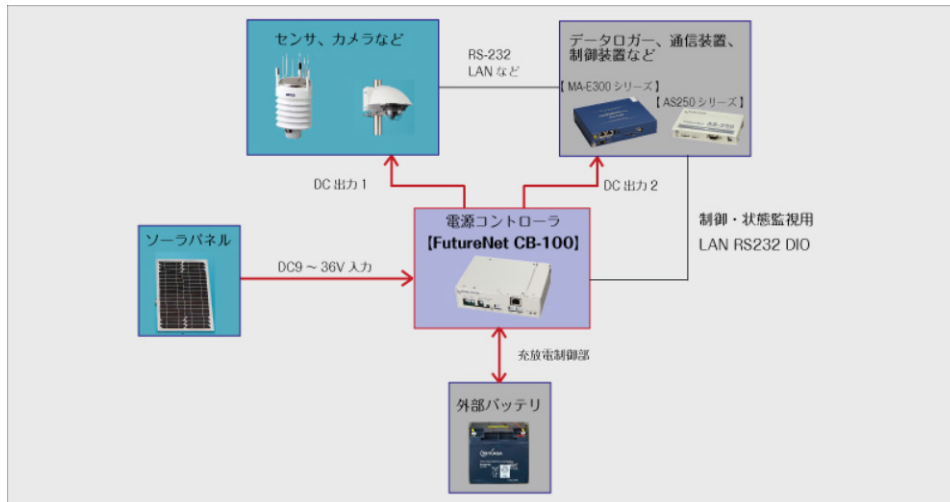 センサ、カメラなど
RS-232
LAN など
データロガー、通信装置、
制御装置など
【 MA-E300 シリーズ】
【 AS250 シリーズ】
AS-250
DC 出力 1
DC 出力 2
電源コントローラ
【FutureNet CB-100】
制御・状態監視用
LAN RS232 DIO
ソーラパネル
DC9 ～ 36V 入力
充放電制御部
外部バッテリ